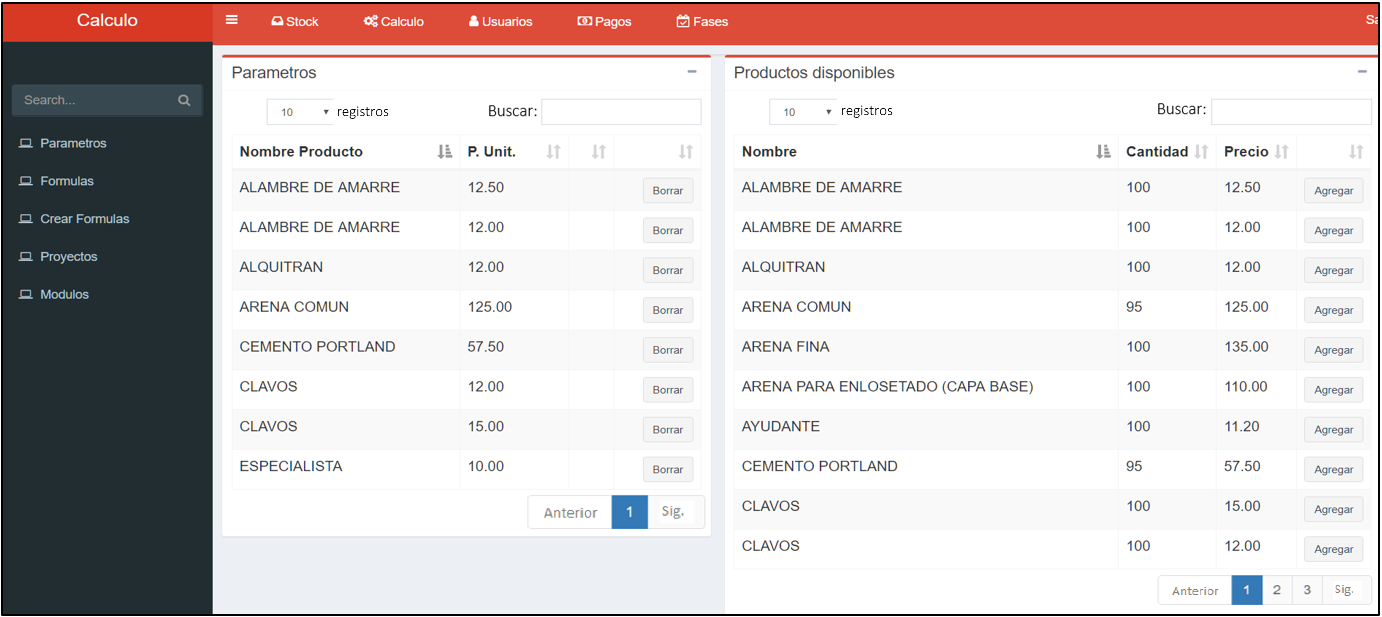 Calculo
Stock Calculo Usuarios Pagos Fases
Search...
Parametros
Formulas
Crear Formulas
Proyectos
Modulos
Parametros
10 registros Buscar:
Nombre Producto P. Unit.
ALAMBRE DE AMARRE 12.50 Borrar
ALAMBRE DE AMARRE 12.00 Borrar
ALQUITRAN 12.00 Borrar
ARENA COMUN 125.00 Borrar
CEMENTO PORTLAND 57.50 Borrar
CLAVOS 12.00 Borrar
CLAVOS 15.00 Borrar
ESPECIALISTA 10.00 Borrar
Anterior 1 Sig.
Productos disponibles
10 registros Buscar:
Nombre Cantidad Precio
ALAMBRE DE AMARRE 100 12.50 Agregar
ALAMBRE DE AMARRE 100 12.00 Agregar
ALQUITRAN 100 12.00 Agregar
ARENA COMUN 95 125.00 Agregar
ARENA FINA 100 135.00 Agregar
ARENA PARA ENLOSETADO (CAPA BASE) 100 110.00 Agregar
AYUDANTE 100 11.20 Agregar
CEMENTO PORTLAND 95 57.50 Agregar
CLAVOS 100 15.00 Agregar
CLAVOS 100 12.00 Agregar
Anterior 1 2 3 Sig.